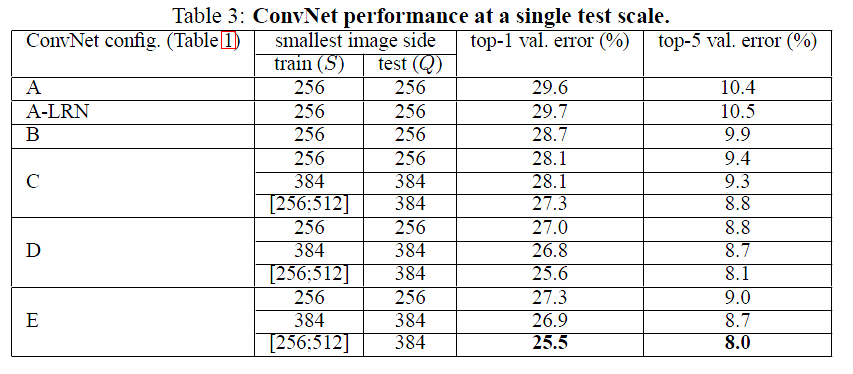 Table 3: ConvNet performance at a single test scale.
ConvNet config. (Table 1) smallest image side top-1 val. error (%) top-5 val. error (%)
train (S) test (Q)
A 256 256 29.6 10.4
A-LRN 256 256 29.7 10.5
B 256 256 28.7 9.9
256 256 28.1 9.4
C 384 384 28.1 9.3
[256;512] 384 27.3 8.8
256 256 27.0 8.8
D 384 384 26.8 8.7
[256;512] 384 25.6 8.1
256 256 27.3 9.0
E 384 384 26.9 8.7
[256;512] 384 25.5 8.0